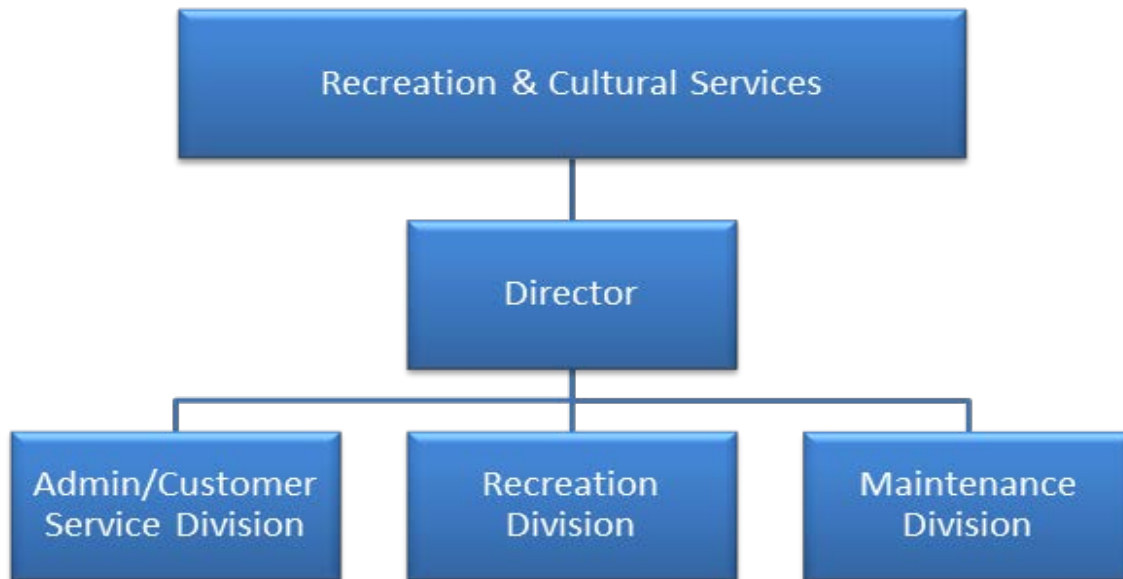 Recreation & Cultural Services
Director
Admin/Customer
Service Division
Recreation
Division
Maintenance
Division